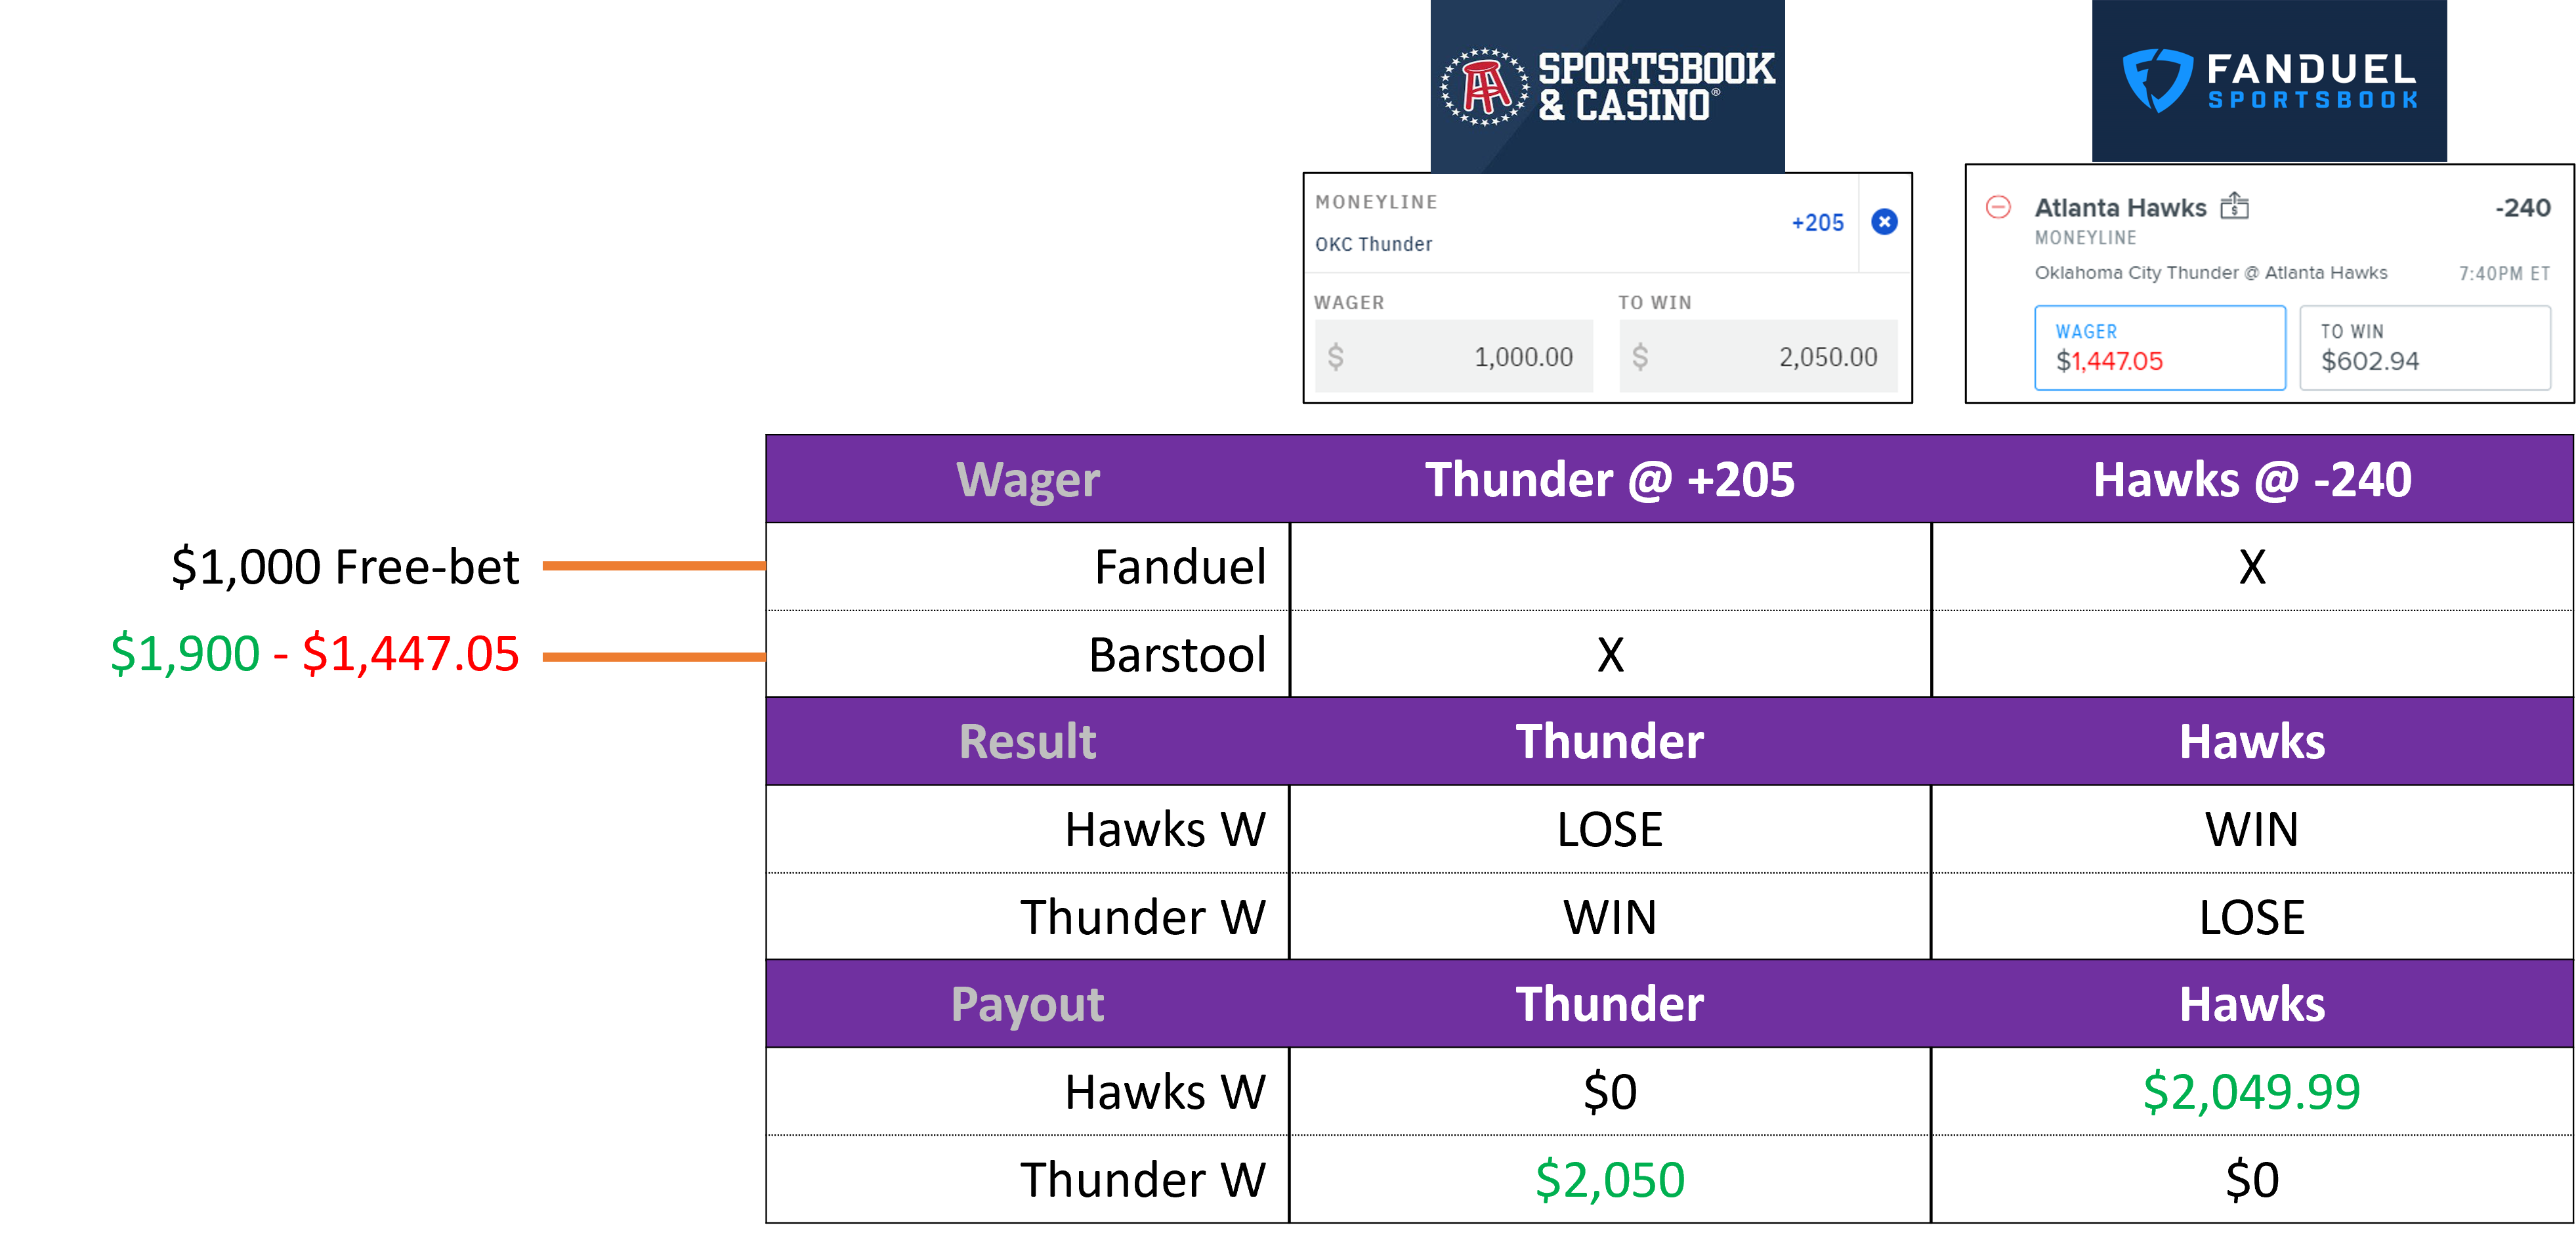 SPORTSBOOK
& CASINO®
FANDUEL
SPORTSBOOK
MONEYLINE
+205
OKC Thunder
WAGER
TO WIN
$ 1,000.00
$ 2,050.00
Atlanta Hawks
$
-240
MONEYLINE
Oklahoma City Thunder @ Atlanta Hawks
7:40PM ET
WAGER
$1,447.05
TO WIN
$602.94
Wager Thunder @ +205 Hawks @ -240
$1,000 Free-bet Fanduel X
$1,900 - $1,447.05 Barstool X
Result Thunder Hawks
Hawks W LOSE WIN
Thunder W WIN LOSE
Payout Thunder Hawks
Hawks W $0 $2,049.99
Thunder W $2,050 $0